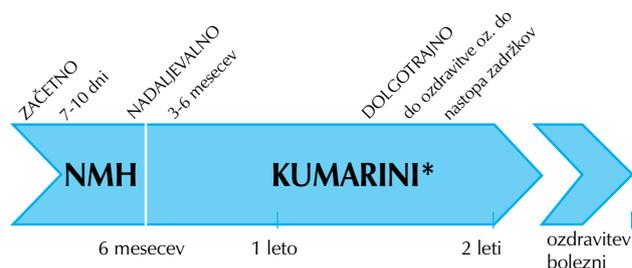 ZAČETNO
7-10 dni
NADALJEVALNO
3-6 mesecev
DOLGOTRAJNO
do ozdravitve oz. do
nastopa zadržkov
NMH
KUMARINI*
6 mesecev
1 leto
2 leti
ozdravitev
bolezni